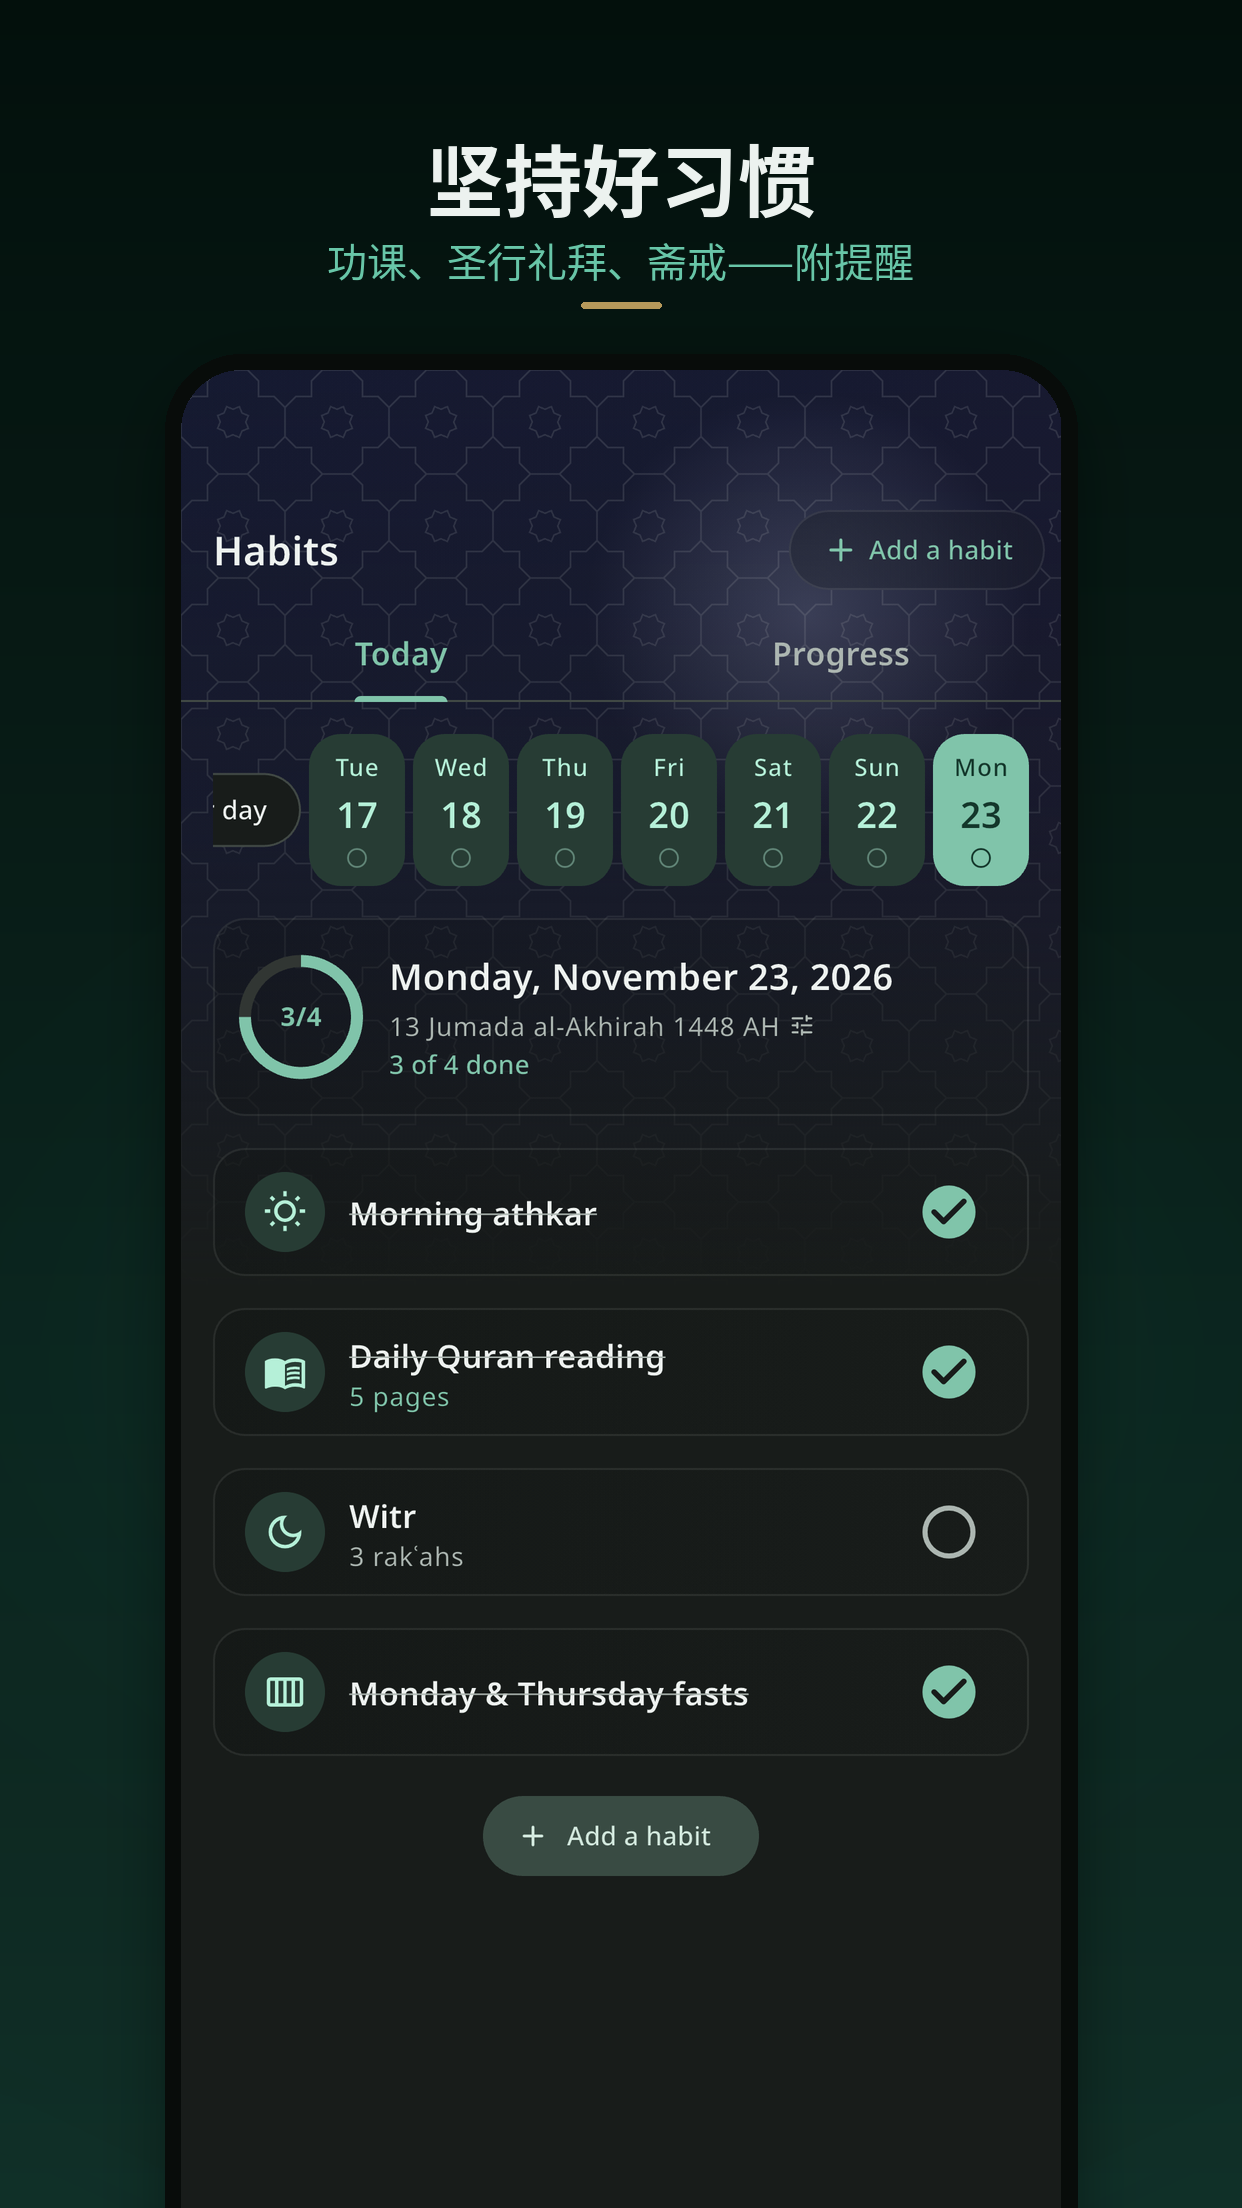 坚持好习惯
功课、圣行礼拜、斋戒——附提醒
Habits
+ Add a habit
Today
Progress
day
Tue
17
Wed
18
Thu
19
Fri
20
Sat
21
Sun
22
Mon
23
3/4
Monday, November 23, 2026
13 Jumada al-Akhirah 1448 AH
3 of 4 done
Morning athkar
Daily Quran reading
5 pages
Witr
3 rakʿahs
Monday & Thursday fasts
+ Add a habit